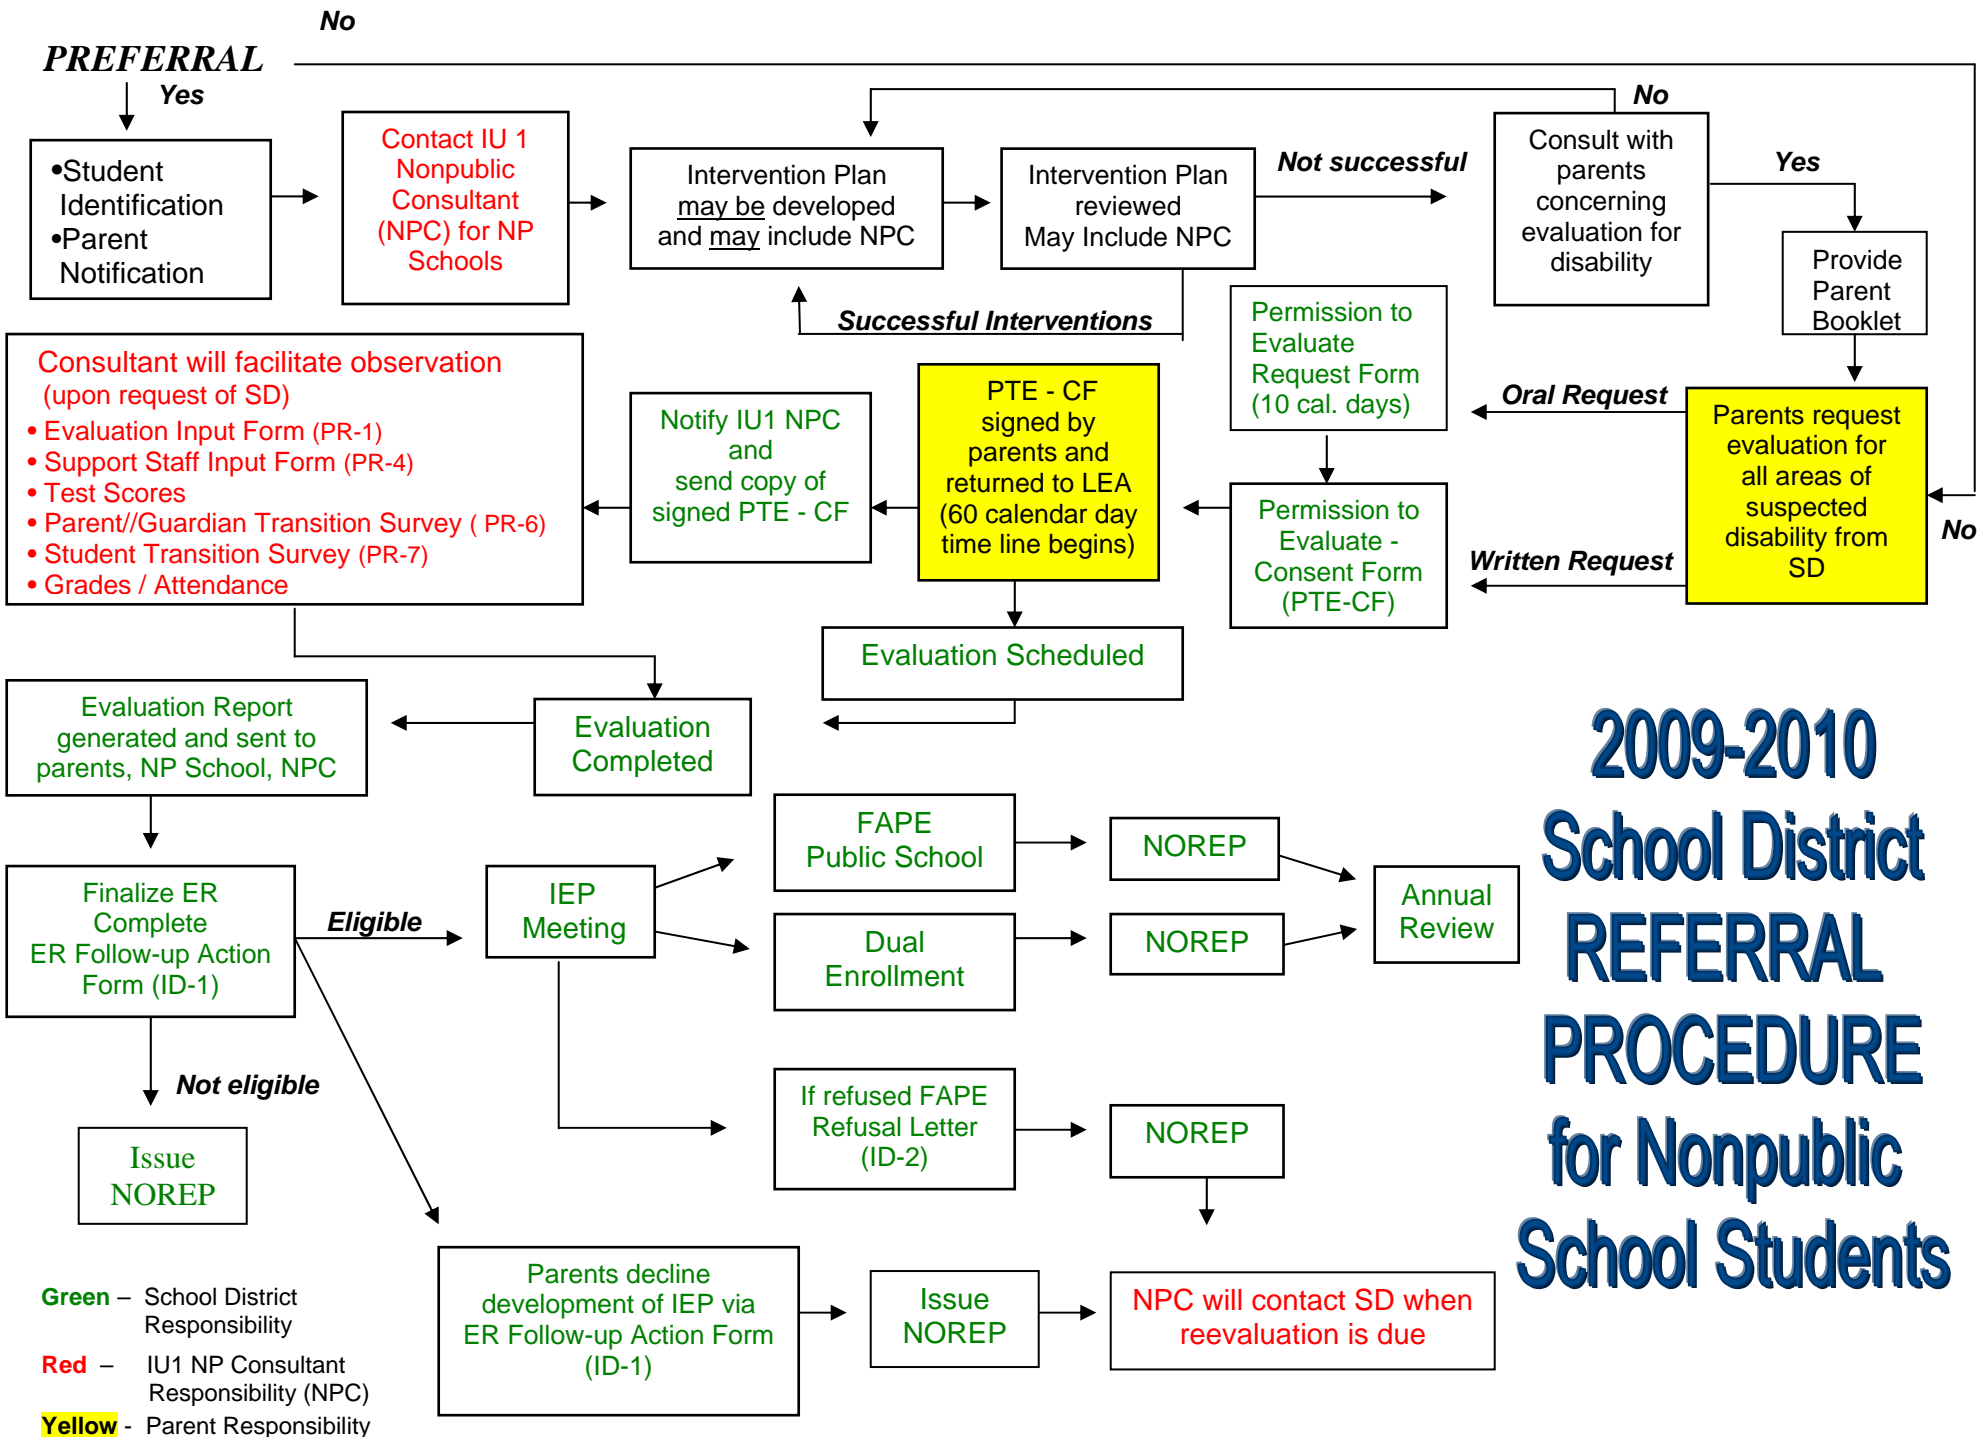 No
PREFERRAL
Yes
•Student
Identification
•Parent
Notification
Contact IU 1
Nonpublic
Consultant
(NPC) for NP
Schools
Intervention Plan
may be developed
and may include NPC
Intervention Plan
reviewed
May Include NPC
Not successful
No
Consult with
parents
concerning
evaluation for
disability
Yes
Provide
Parent
Booklet
Successful Interventions
Consultant will facilitate observation
(upon request of SD)
• Evaluation Input Form (PR-1)
• Support Staff Input Form (PR-4)
• Test Scores
• Parent//Guardian Transition Survey ( PR-6)
• Student Transition Survey (PR-7)
• Grades / Attendance
Notify IU1 NPC
and
send copy of
signed PTE - CF
PTE - CF
signed by
parents and
returned to LEA
(60 calendar day
time line begins)
Permission to
Evaluate
Request Form
(10 cal. days)
Permission to
Evaluate -
Consent Form
(PTE-CF)
Oral Request
Written Request
Parents request
evaluation for
all areas of
suspected
disability from
SD
No
Evaluation Scheduled
Evaluation
Completed
Evaluation Report
generated and sent to
parents, NP School, NPC
Finalize ER
Complete
ER Follow-up Action
Form (ID-1)
Eligible
IEP
Meeting
FAPE
Public School
NOREP
Dual
Enrollment
NOREP
Annual
Review
Not eligible
Issue
NOREP
If refused FAPE
Refusal Letter
(ID-2)
NOREP
Parents decline
development of IEP via
ER Follow-up Action Form
(ID-1)
Issue
NOREP
NPC will contact SD when
reevaluation is due
2009-2010
School District
REFERRAL
PROCEDURE
for Nonpublic
School Students
Green – School District
Responsibility
Red – IU1 NP Consultant
Responsibility (NPC)
Yellow - Parent Responsibility